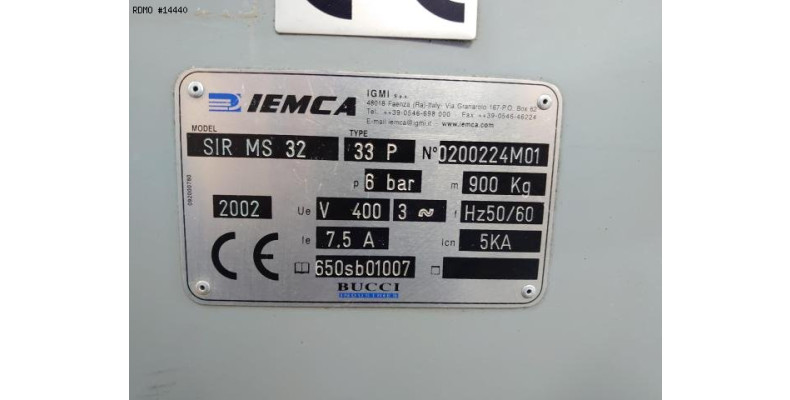 RDMO #14440
CE
IEMCA
IGMI s.p.a.
48018 Faenza (Ra)-Italy- Via Granarolo 167 P.O. Box 62
Tel. ++39-0546-698 000 Fax ++39-0546-46224
E-mail iemca@igmi.it www.iemca.com
MODEL TYPE
SIR MS 32 33 P N° 0200224M01
p 6 bar m 900 Kg
2002 Ue V 400 3 ~ f Hz50/60
Ie 7.5 A Icn 5KA
CE
650sb01007
BUCCI
INDUSTRIES